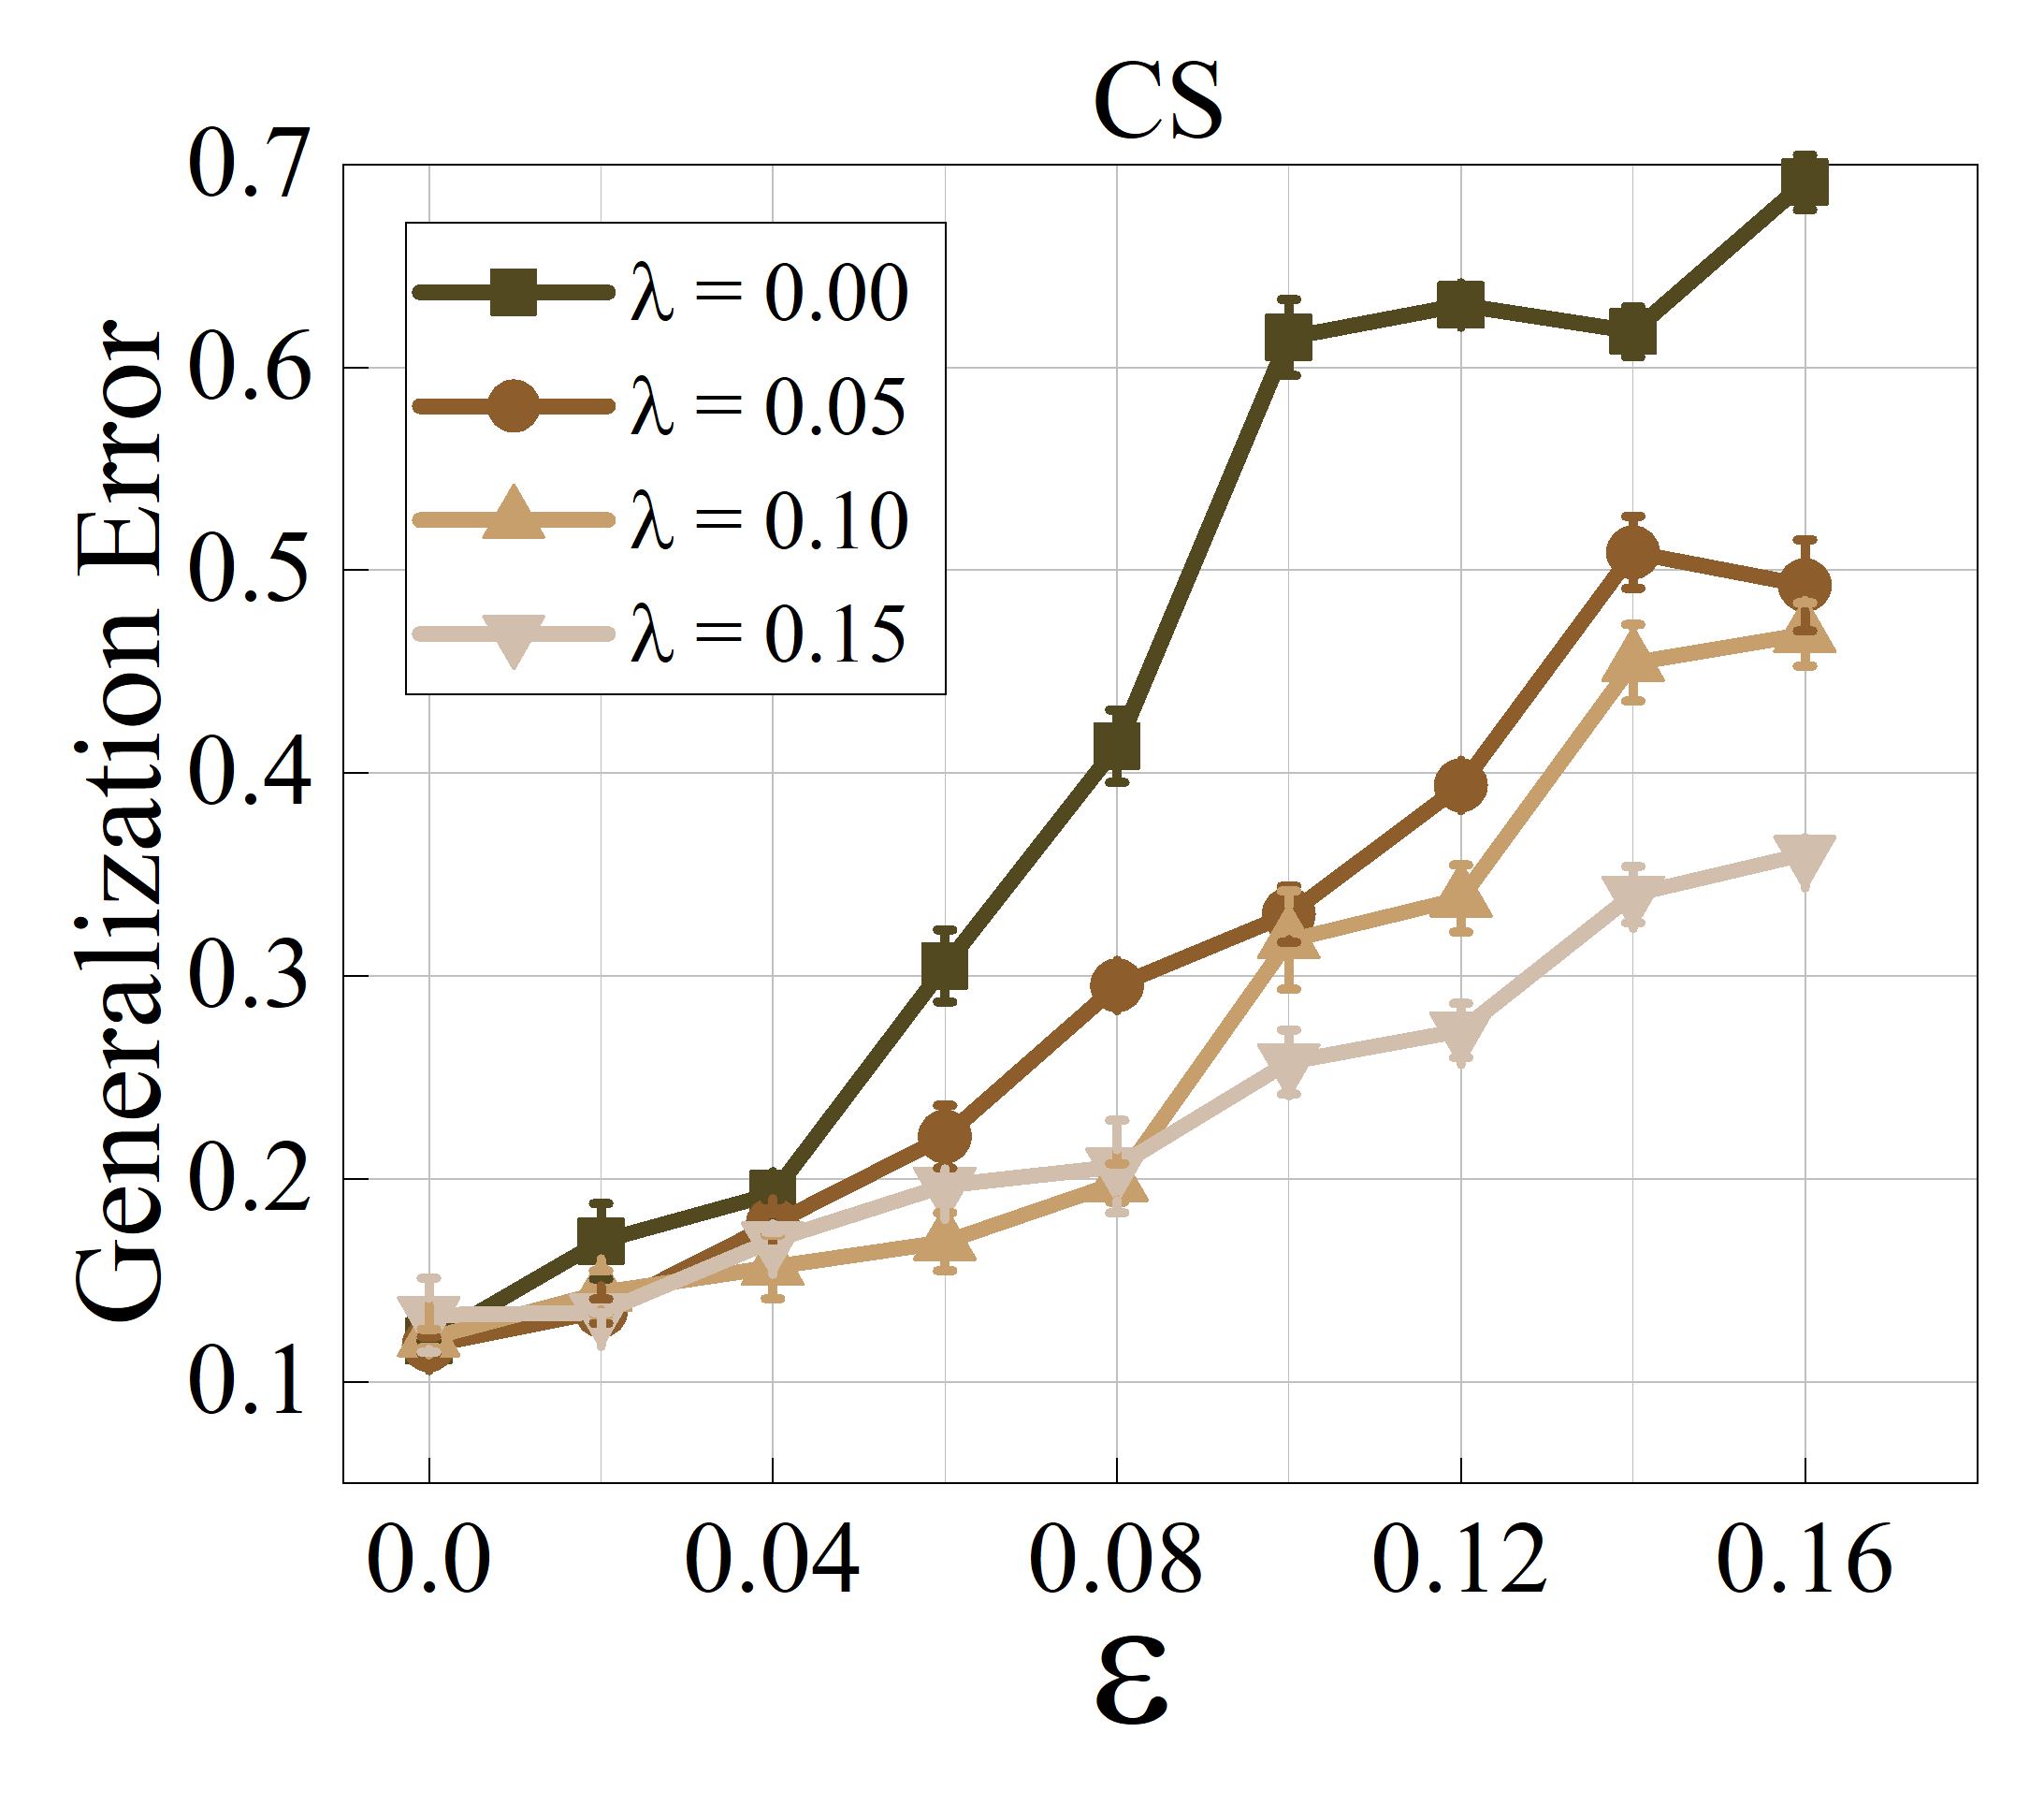 CS
Generalization Error
0.7
0.6
0.5
0.4
0.3
0.2
0.1
λ = 0.00
λ = 0.05
λ = 0.10
λ = 0.15
0.0
0.04
0.08
0.12
0.16
ε